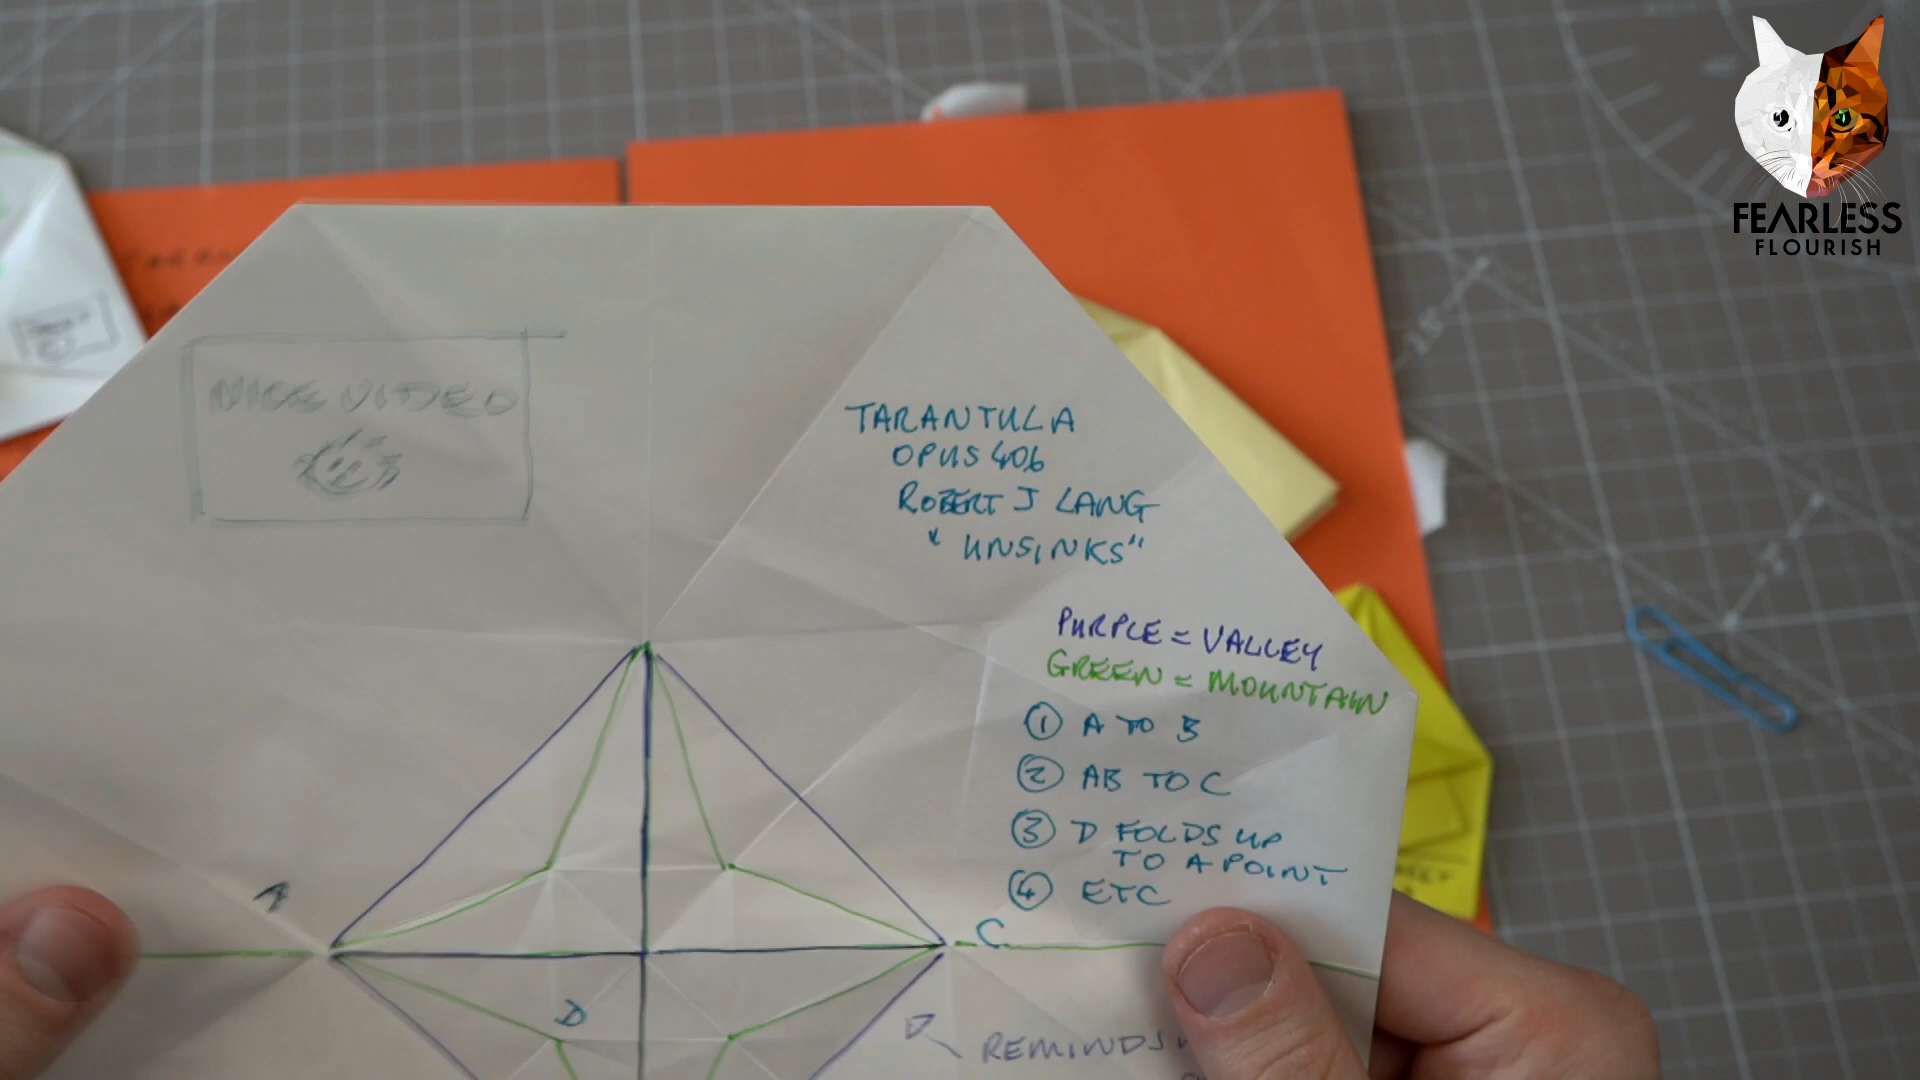 FEARLESS
FLOURISH
NICE VIDEO
TARANTULA
OPUS 406
ROBERT J LANG
"UNSINKS"
PURPLE = VALLEY
GREEN = MOUNTAIN
① A TO B
② AB TO C
③ D FOLDS UP
TO A POINT
④ ETC
A
C
D
REMINDS